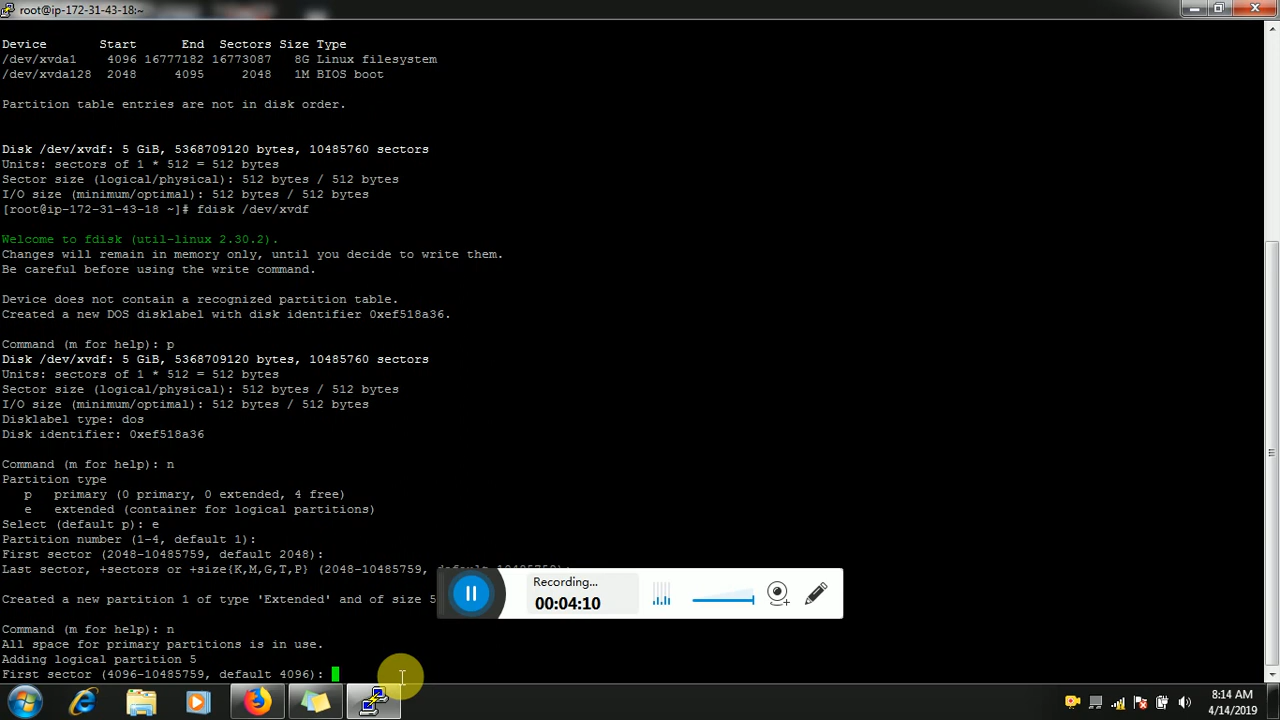 root@ip-172-31-43-18:~
Device Start End Sectors Size Type
/dev/xvda1 4096 16777182 16773087 8G Linux filesystem
/dev/xvda128 2048 4095 2048 1M BIOS boot
Partition table entries are not in disk order.
Disk /dev/xvdf: 5 GiB, 5368709120 bytes, 10485760 sectors
Units: sectors of 1 * 512 = 512 bytes
Sector size (logical/physical): 512 bytes / 512 bytes
I/O size (minimum/optimal): 512 bytes / 512 bytes
[root@ip-172-31-43-18 ~]# fdisk /dev/xvdf
Welcome to fdisk (util-linux 2.30.2).
Changes will remain in memory only, until you decide to write them.
Be careful before using the write command.
Device does not contain a recognized partition table.
Created a new DOS disklabel with disk identifier 0xef518a36.
Command (m for help): p
Disk /dev/xvdf: 5 GiB, 5368709120 bytes, 10485760 sectors
Units: sectors of 1 * 512 = 512 bytes
Sector size (logical/physical): 512 bytes / 512 bytes
I/O size (minimum/optimal): 512 bytes / 512 bytes
Disklabel type: dos
Disk identifier: 0xef518a36
Command (m for help): n
Partition type
p primary (0 primary, 0 extended, 4 free)
e extended (container for logical partitions)
Select (default p): e
Partition number (1-4, default 1):
First sector (2048-10485759, default 2048):
Last sector, +sectors or +size{K,M,G,T,P} (2048-10485759, default 10485759):
Created a new partition 1 of type 'Extended' and of size 5
Command (m for help): n
All space for primary partitions is in use.
Adding logical partition 5
First sector (4096-10485759, default 4096):
Recording...
00:04:10
8:14 AM
4/14/2019